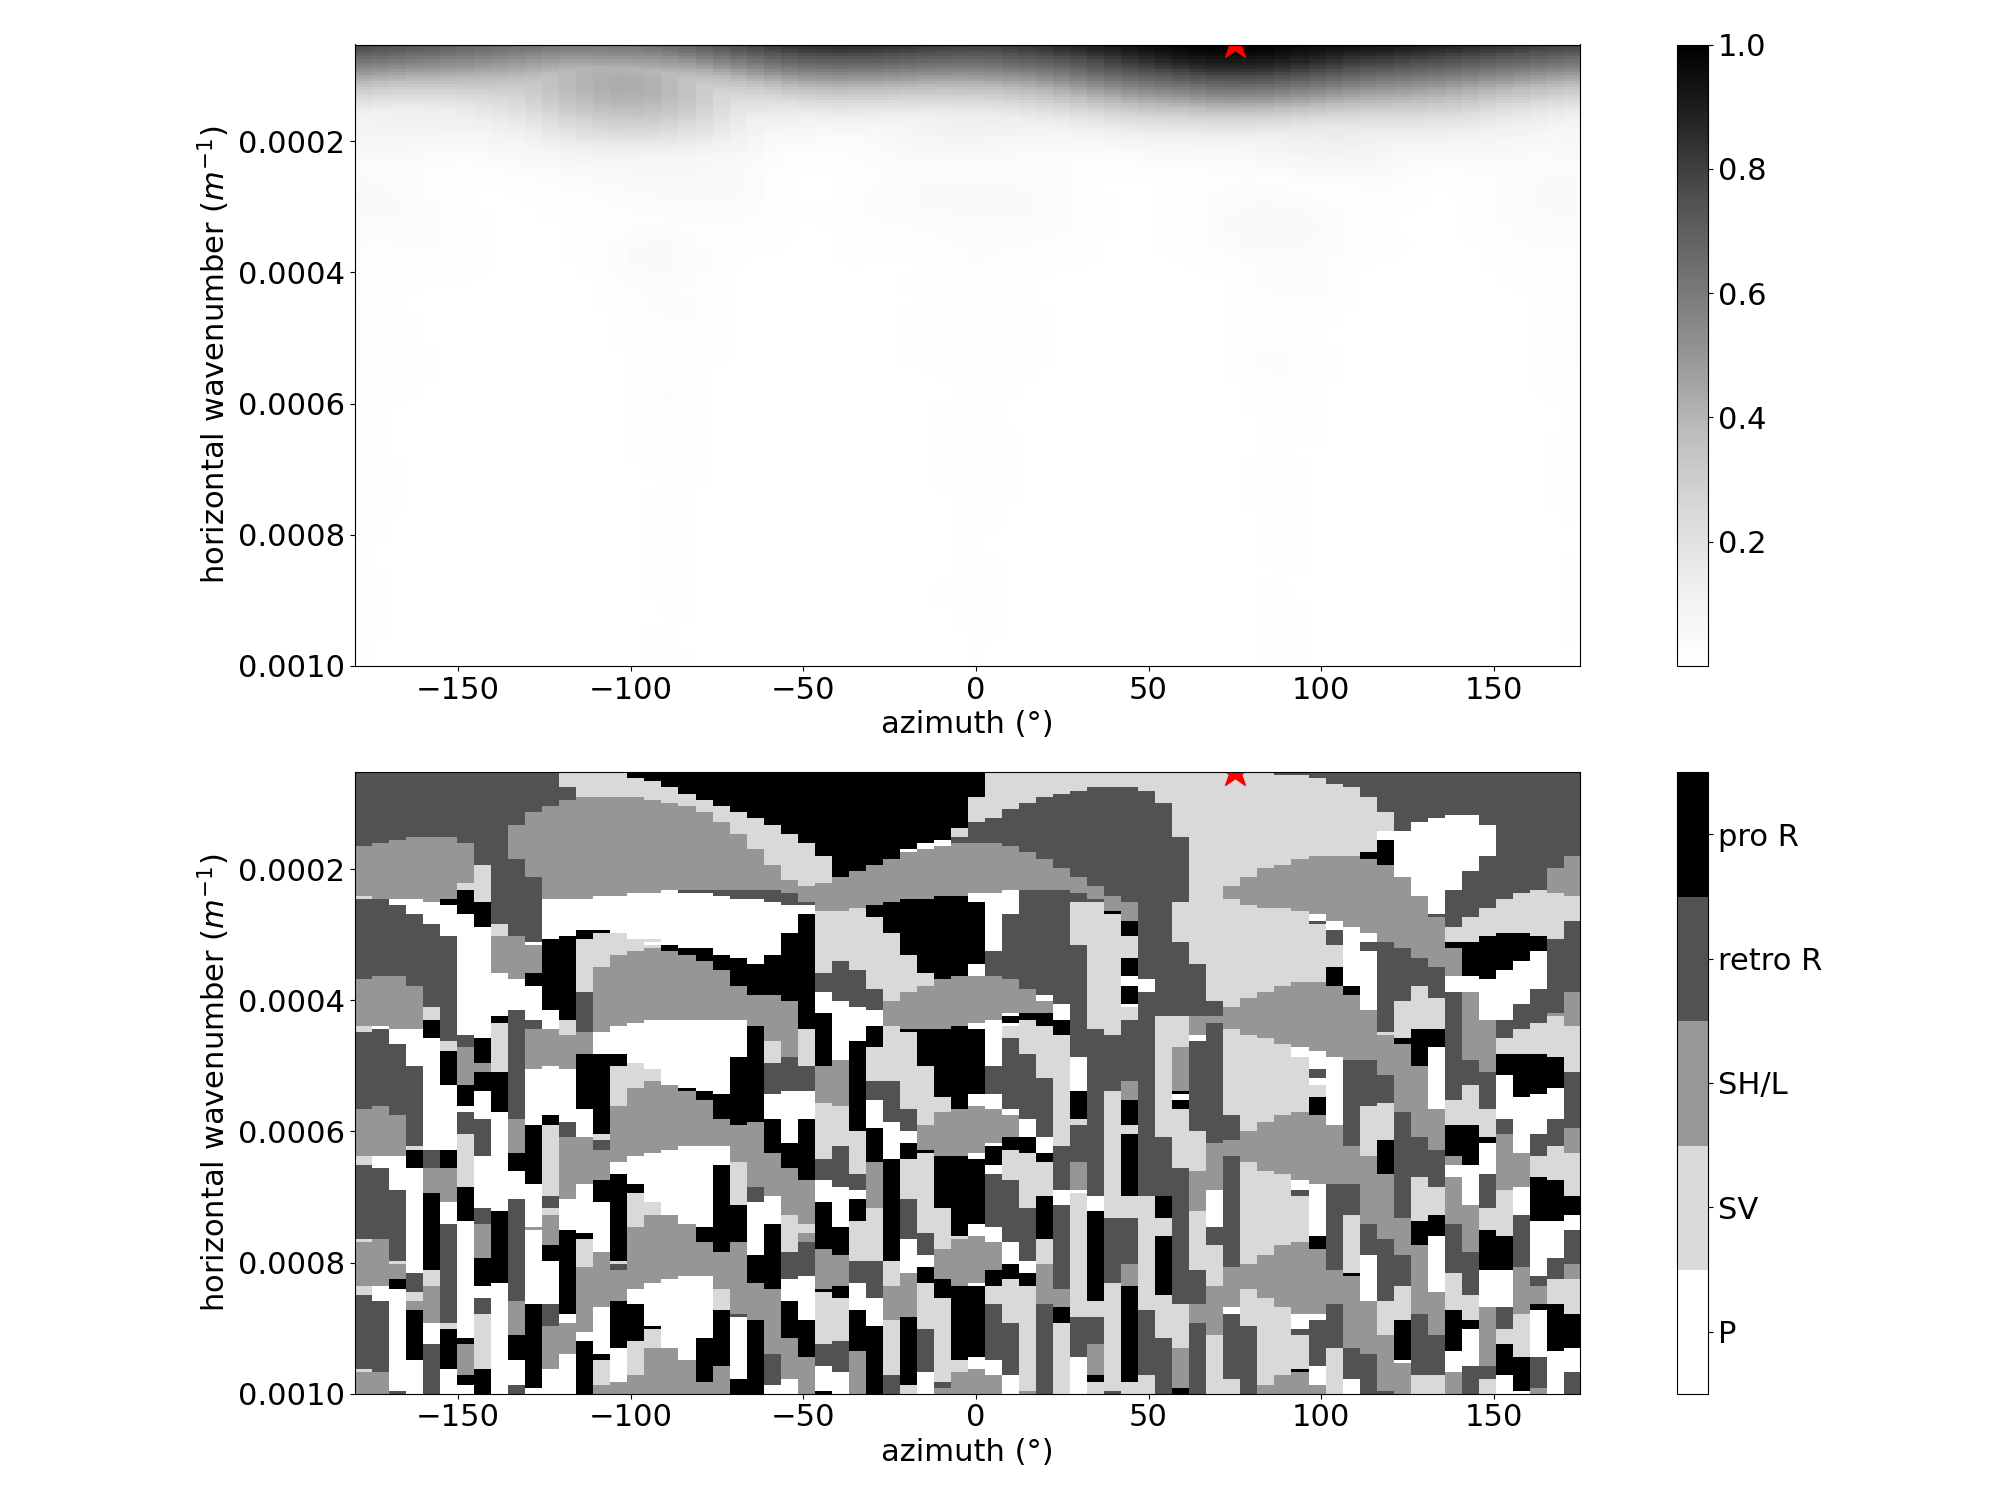 horizontal wavenumber (m⁻¹)
0.0002
0.0004
0.0006
0.0008
0.0010
−150 −100 −50 0 50 100 150
azimuth (°)
1.0
0.8
0.6
0.4
0.2
horizontal wavenumber (m⁻¹)
0.0002
0.0004
0.0006
0.0008
0.0010
−150 −100 −50 0 50 100 150
azimuth (°)
pro R
retro R
SH/L
SV
P